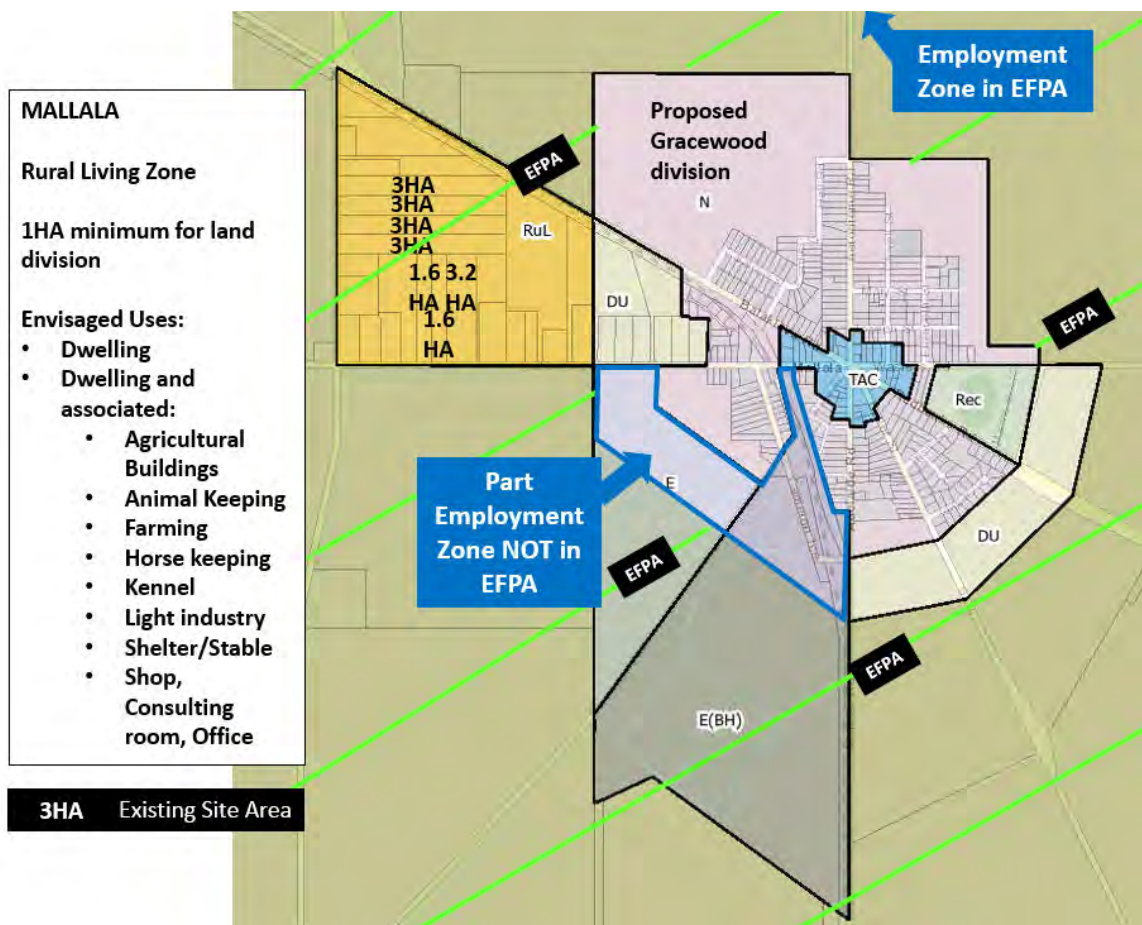 MALLALA
Rural Living Zone
1HA minimum for land
division
Envisaged Uses:
• Dwelling
• Dwelling and
associated:
• Agricultural
Buildings
• Animal Keeping
• Farming
• Horse keeping
• Kennel
• Light industry
• Shelter/Stable
• Shop,
Consulting
room, Office
3HA Existing Site Area
Employment
Zone in EFPA
Proposed
Gracewood
division
N
EFPA
3HA
3HA
3HA
3HA
RuL
1.6 3.2
HA HA
1.6
HA
DU
EFPA
TAC
Rec
Part
Employment
Zone NOT in
EFPA
E
DU
EFPA
EFPA
E(BH)